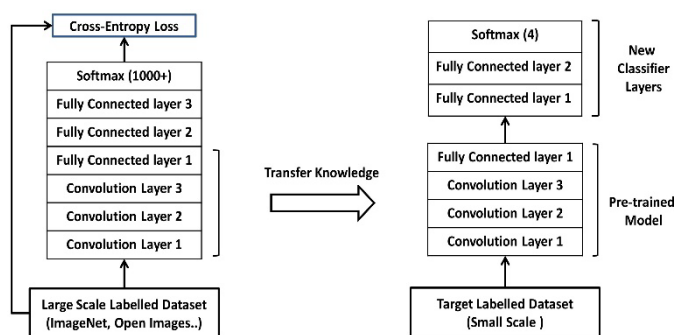 Cross-Entropy Loss
Softmax (1000+)
Fully Connected layer 3
Fully Connected layer 2
Fully Connected layer 1
Convolution Layer 3
Convolution Layer 2
Convolution Layer 1
Large Scale Labelled Dataset
(ImageNet, Open Images..)
Transfer Knowledge
Softmax (4)
Fully Connected layer 2
Fully Connected layer 1
New
Classifier
Layers
Fully Connected layer 1
Convolution Layer 3
Convolution Layer 2
Convolution Layer 1
Pre-trained
Model
Target Labelled Dataset
(Small Scale )